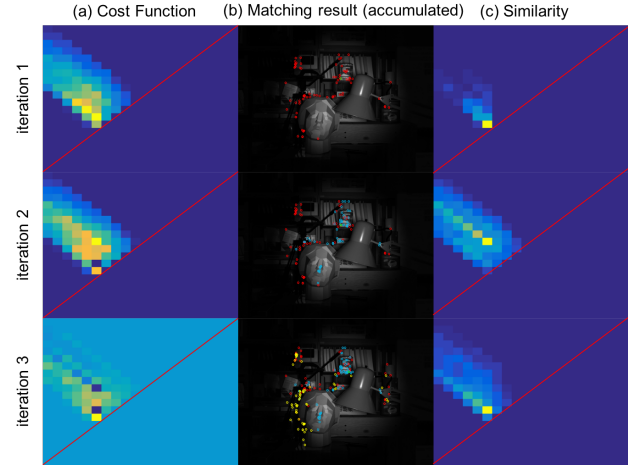 (a) Cost Function (b) Matching result (accumulated) (c) Similarity
iteration 1
iteration 2
iteration 3